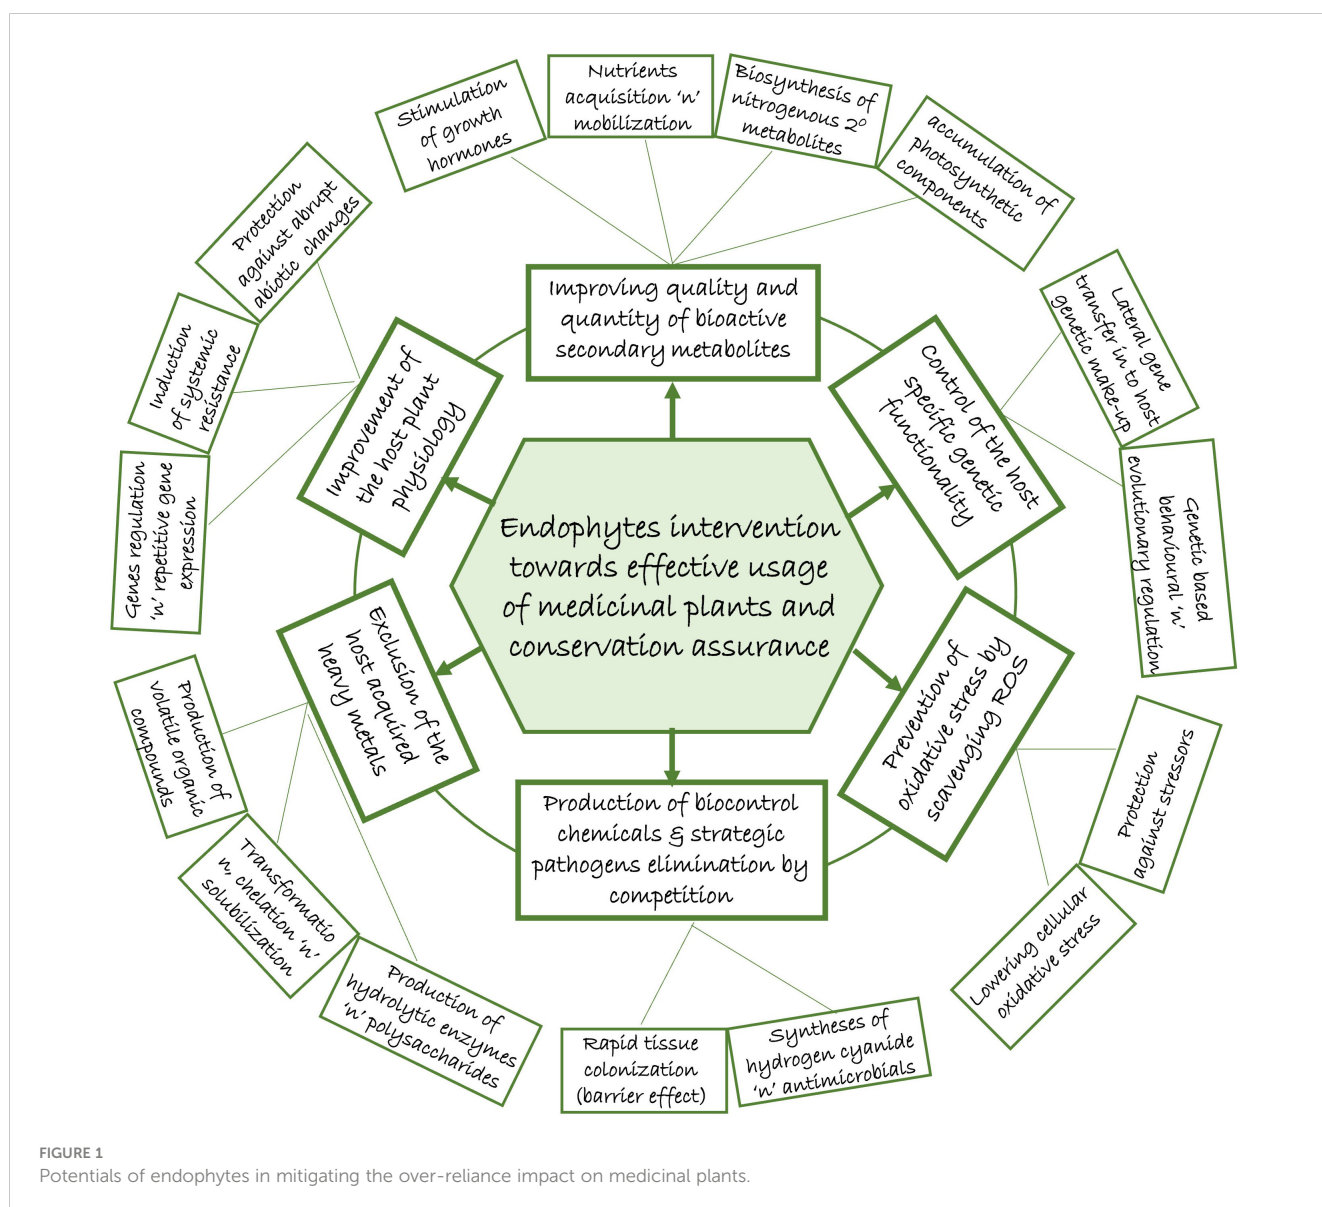 Stimulation
of growth
hormones
Nutrients
acquisition ‘n’
mobilization
Biosynthesis of
nitrogenous 2⁰
metabolites
accumulation of
photosynthetic
components
Protection
against abrupt
abiotic changes
Induction
of systemic
resistance
Genes regulation
‘n’ repetitive gene
expression
Improving quality and
quantity of bioactive
secondary metabolites
Lateral gene
transfer in to host
genetic make-up
Genetic based
behavioural ‘n’
evolutionary regulation
Improvement of
the host plant
physiology
Control of the host
specific genetic
functionality
Endophytes intervention
towards effective usage
of medicinal plants and
conservation assurance
Exclusion of the
host acquired
heavy metals
Prevention of
oxidative stress by
scavenging ROS
Production of biocontrol
chemicals & strategic
pathogens elimination by
competition
Production of
volatile organic
compounds
Transformatio
n, chelation ‘n’
solubilization
Production of
hydrolytic enzymes
‘n’ polysaccharides
Rapid tissue
colonization
(barrier effect)
Syntheses of
hydrogen cyanide
‘n’ antimicrobials
Protection
against stressors
Lowering cellular
oxidative stress
FIGURE 1
Potentials of endophytes in mitigating the over-reliance impact on medicinal plants.